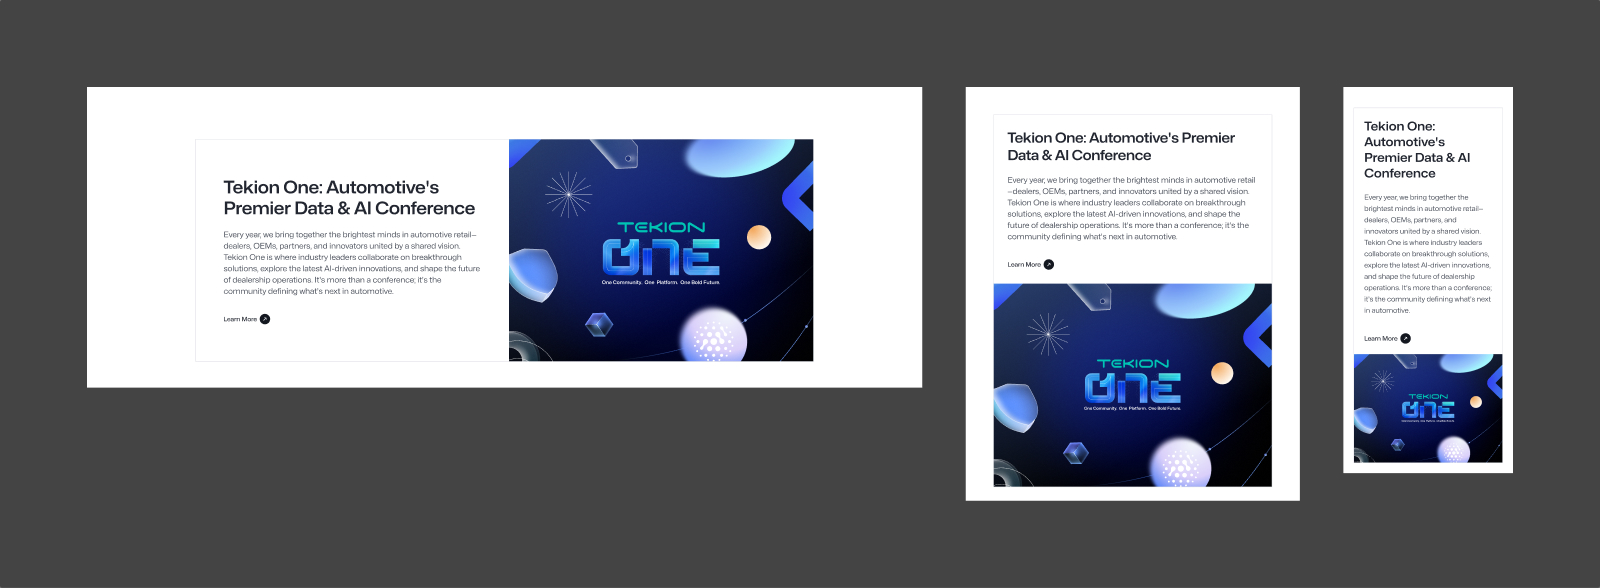 Tekion One: Automotive's
Premier Data & AI Conference
Every year, we bring together the brightest minds in automotive retail—
dealers, OEMs, partners, and innovators united by a shared vision.
Tekion One is where industry leaders collaborate on breakthrough
solutions, explore the latest AI-driven innovations, and shape the future
of dealership operations. It's more than a conference; it's the
community defining what's next in automotive.
Learn More
TEKION
ONE
One Community. One Platform. One Bold Future.
Tekion One: Automotive's Premier
Data & AI Conference
Every year, we bring together the brightest minds in automotive retail
—dealers, OEMs, partners, and innovators united by a shared vision.
Tekion One is where industry leaders collaborate on breakthrough
solutions, explore the latest AI-driven innovations, and shape the
future of dealership operations. It's more than a conference; it's the
community defining what's next in automotive.
Learn More
TEKION
ONE
One Community. One Platform. One Bold Future.
Tekion One:
Automotive's
Premier Data & AI
Conference
Every year, we bring together the
brightest minds in automotive retail—
dealers, OEMs, partners, and
innovators united by a shared vision.
Tekion One is where industry leaders
collaborate on breakthrough solutions,
explore the latest AI-driven innovations,
and shape the future of dealership
operations. It's more than a conference;
it's the community defining what's next
in automotive.
Learn More
TEKION
ONE